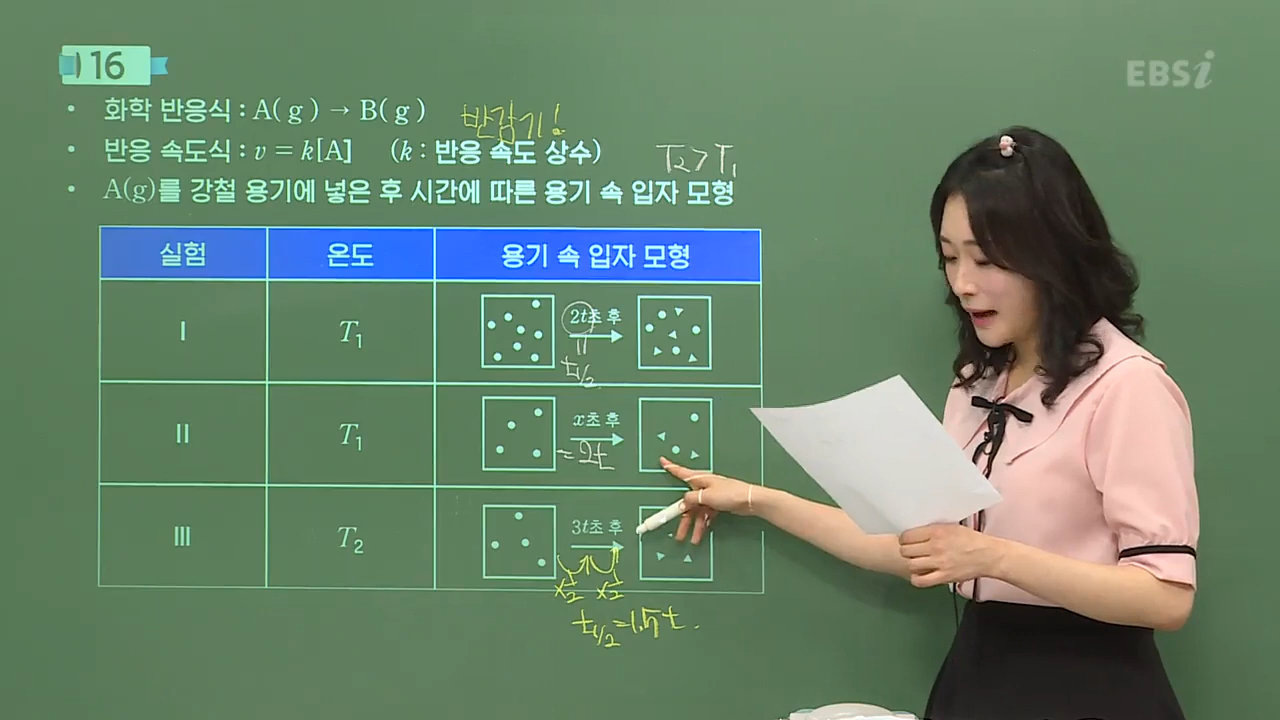 16
EBSi
• 화학 반응식 : A( g ) → B( g )
반감기!
• 반응 속도식 : v = k[A] (k : 반응 속도 상수)
T₂ > T₁
• A(g)를 강철 용기에 넣은 후 시간에 따른 용기 속 입자 모형
실험 온도 용기 속 입자 모형
Ⅰ T₁ 2t초 후
t1/2
Ⅱ T₁ x초 후
= 2t
Ⅲ T₂ 3t초 후
×1/2 ×1/2
t1/2 = 1.5t.